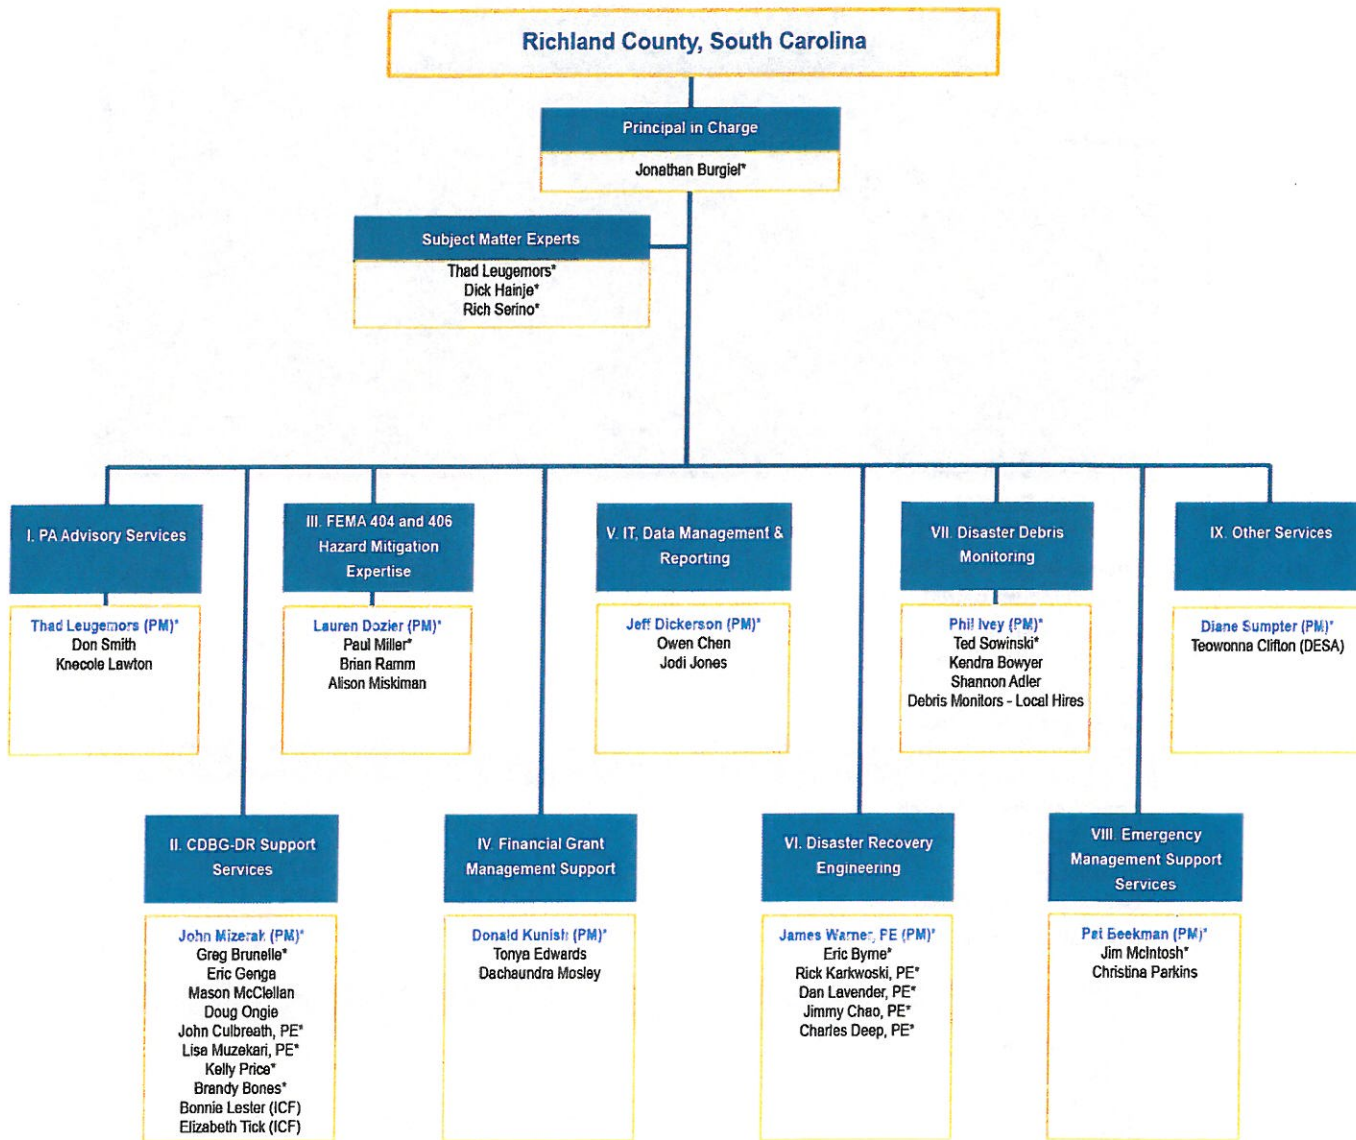 Richland County, South Carolina
Principal in Charge
Jonathan Burgiel*
Subject Matter Experts
Thad Leugemors*
Dick Hainje*
Rich Serino*
I. PA Advisory Services
Thad Leugemors (PM)*
Don Smith
Knecole Lawton
III. FEMA 404 and 406
Hazard Mitigation
Expertise
Lauren Dozier (PM)*
Paul Miller*
Brian Ramm
Alison Miskiman
V. IT, Data Management &
Reporting
Jeff Dickerson (PM)*
Owen Chen
Jodi Jones
VII. Disaster Debris
Monitoring
Phil Ivey (PM)*
Ted Sowinski*
Kendra Bowyer
Shannon Adler
Debris Monitors - Local Hires
IX. Other Services
Diane Sumpter (PM)*
Teowonna Clifton (DESA)
II. CDBG-DR Support
Services
John Mizerak (PM)*
Greg Brunelle*
Eric Genga
Mason McClellan
Doug Ongie
John Culbreath, PE*
Lisa Muzekari, PE*
Kelly Price*
Brandy Bones*
Bonnie Lester (ICF)
Elizabeth Tick (ICF)
IV. Financial Grant
Management Support
Donald Kunish (PM)*
Tonya Edwards
Dachaundra Mosley
VI. Disaster Recovery
Engineering
James Warner, PE (PM)*
Eric Byrne*
Rick Karkwoski, PE*
Dan Lavender, PE*
Jimmy Chao, PE*
Charles Deep, PE*
VIII. Emergency
Management Support
Services
Pat Beekman (PM)*
Jim McIntosh*
Christina Parkins